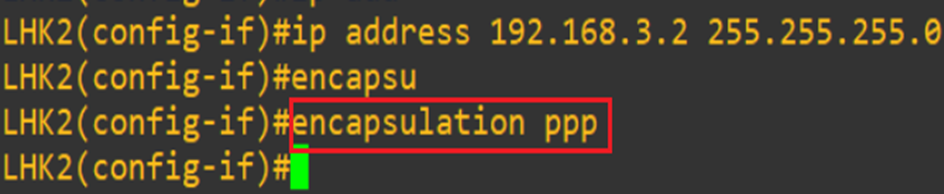 LHK2(config-if)#ip address 192.168.3.2 255.255.255.0
LHK2(config-if)#encapsu
LHK2(config-if)#encapsulation ppp
LHK2(config-if)#